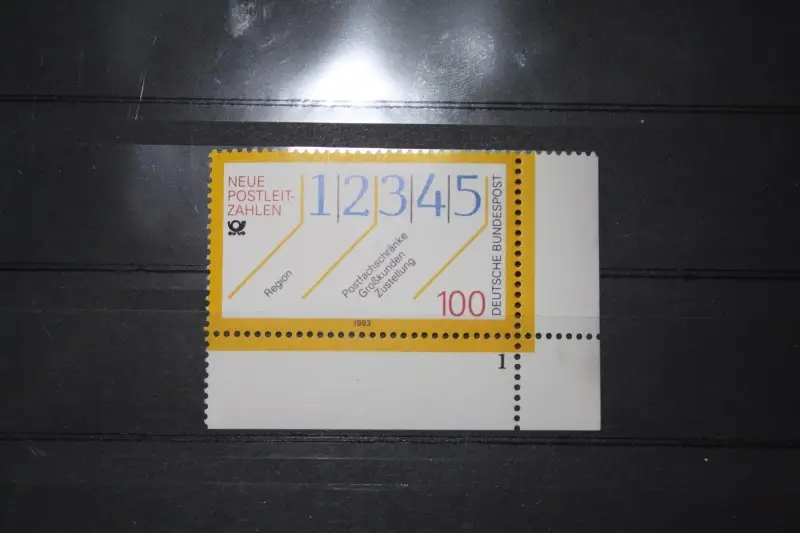 NEUE
POSTLEIT-
ZAHLEN
1 2 3 4 5
Region
Postfachschränke
Großkunden
Zustellung
100
DEUTSCHE BUNDESPOST
1993
1